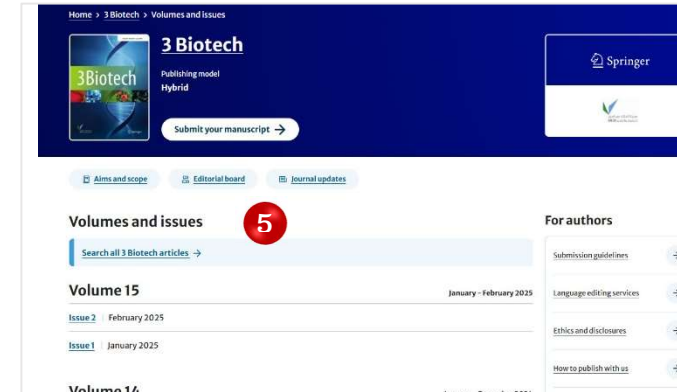 Home > 3 Biotech > Volumes and issues
3 Biotech
Publishing model
Hybrid
3Biotech
Submit your manuscript →
Springer
Aims and scope
Editorial board
Journal updates
Volumes and issues
5
Search all 3 Biotech articles →
Volume 15
January - February 2025
Issue 2 | February 2025
Issue 1 | January 2025
Volume 14
For authors
Submission guidelines →
Language editing services →
Ethics and disclosures →
How to publish with us →